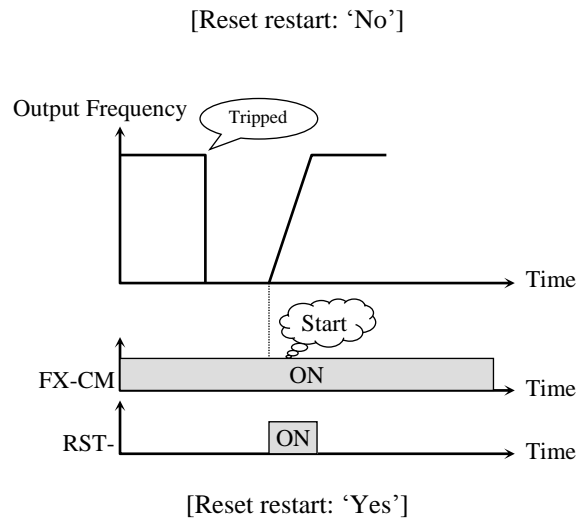 [Reset restart: ‘No’]
Output Frequency
Tripped
Time
Start
FX-CM
ON
Time
RST-
ON
Time
[Reset restart: ‘Yes’]